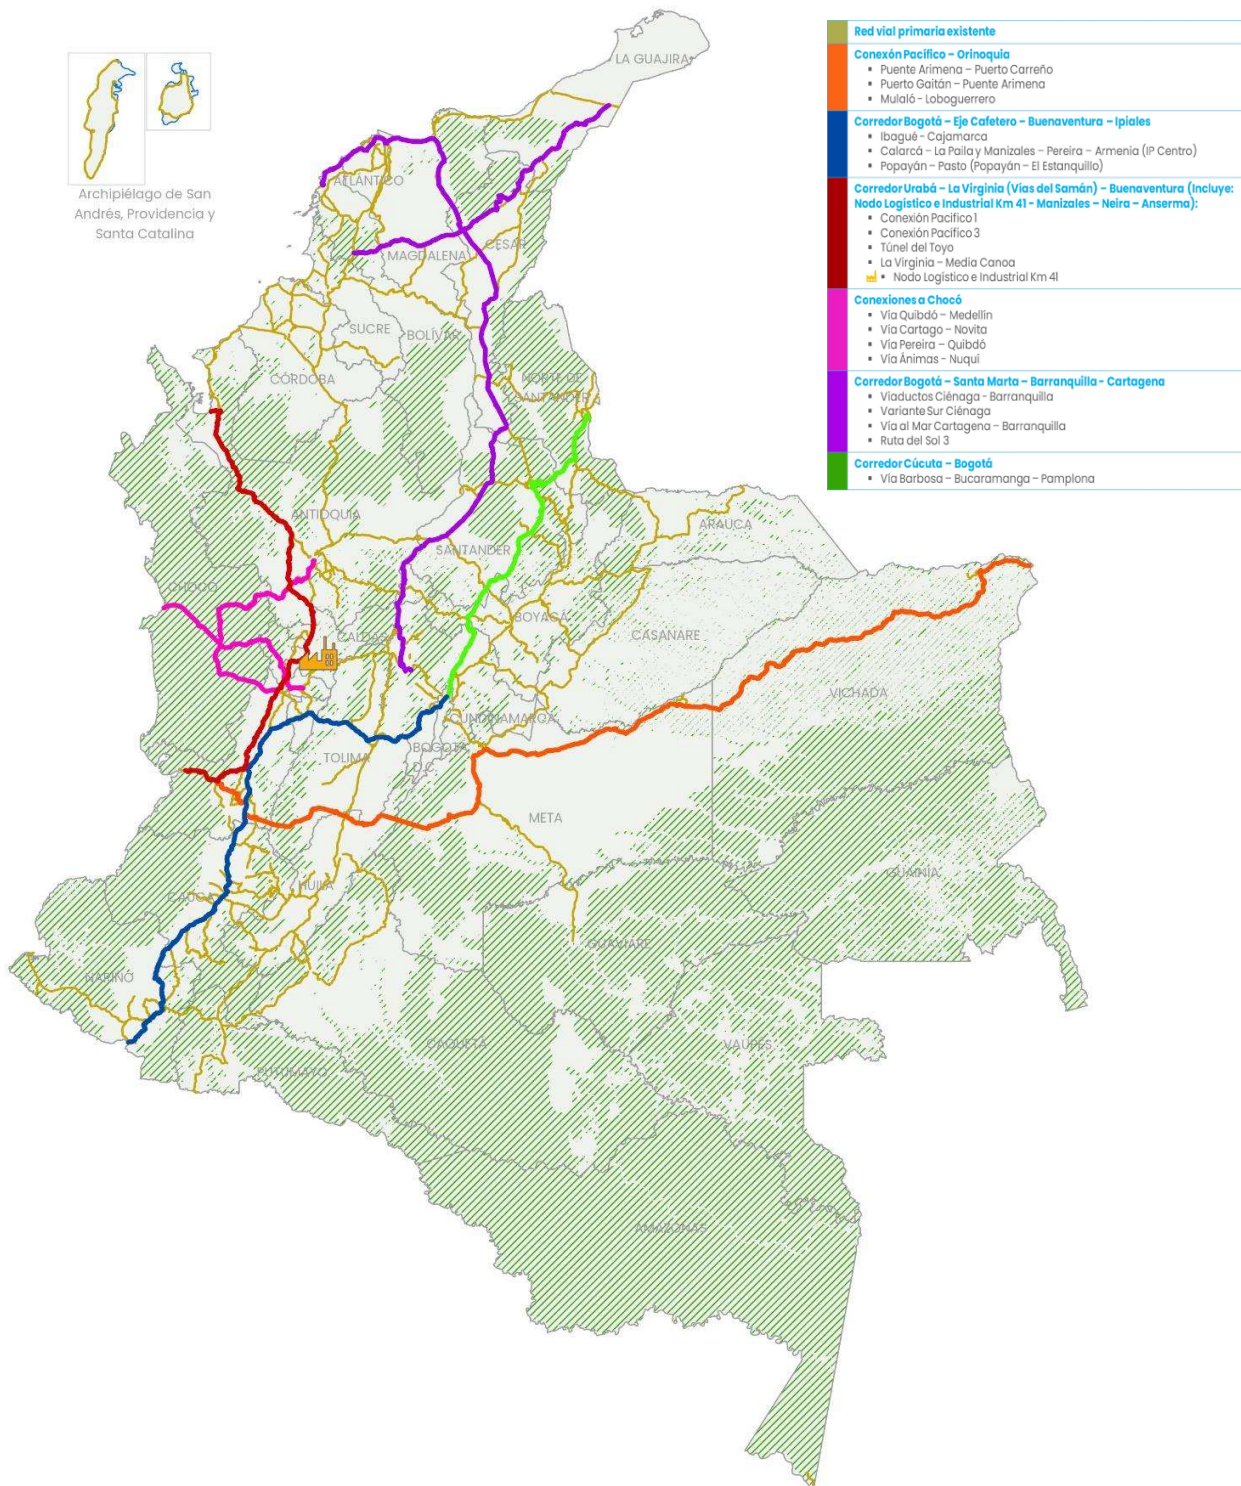 LA GUAJIRA
ATLÁNTICO
Archipiélago de San
Andrés, Providencia y
Santa Catalina
MAGDALENA
CESAR
SUCRE
BOLÍVAR
CÓRDOBA
NORTE DE
SANTANDER
ANTIOQUIA
ARAUCA
SANTANDER
CHOCÓ
BOYACÁ
CALDAS
CASANARE
VICHADA
CUNDINAMARCA
TOLIMA
BOGOTÁ
D.C.
META
GUAINÍA
HUILA
CAUCA
GUAVIARE
NARIÑO
CAQUETÁ
VAUPÉS
PUTUMAYO
AMAZONAS
Red vial primaria existente
Conexón Pacífico – Orinoquia
▪ Puente Arimena – Puerto Carreño
▪ Puerto Gaitán – Puente Arimena
▪ Mulaló - Loboguerrero
Corredor Bogotá – Eje Cafetero – Buenaventura – Ipiales
▪ Ibagué - Cajamarca
▪ Calarcá – La Paila y Manizales – Pereira – Armenia (IP Centro)
▪ Popayán – Pasto (Popayán – El Estanquillo)
Corredor Urabá – La Virginia (Vías del Samán) – Buenaventura (Incluye:
Nodo Logístico e Industrial Km 41 - Manizales – Neira – Anserma):
▪ Conexión Pacifico 1
▪ Conexión Pacífico 3
▪ Túnel del Toyo
▪ La Virginia – Media Canoa
▪ Nodo Logístico e Industrial Km 41
Conexiones a Chocó
▪ Vía Quibdó – Medellín
▪ Vía Cartago – Novita
▪ Vía Pereira – Quibdó
▪ Vía Ánimas - Nuquí
Corredor Bogotá – Santa Marta – Barranquilla - Cartagena
▪ Viaductos Ciénaga - Barranquilla
▪ Variante Sur Ciénaga
▪ Vía al Mar Cartagena – Barranquilla
▪ Ruta del Sol 3
Corredor Cúcuta – Bogotá
▪ Vía Barbosa – Bucaramanga – Pamplona